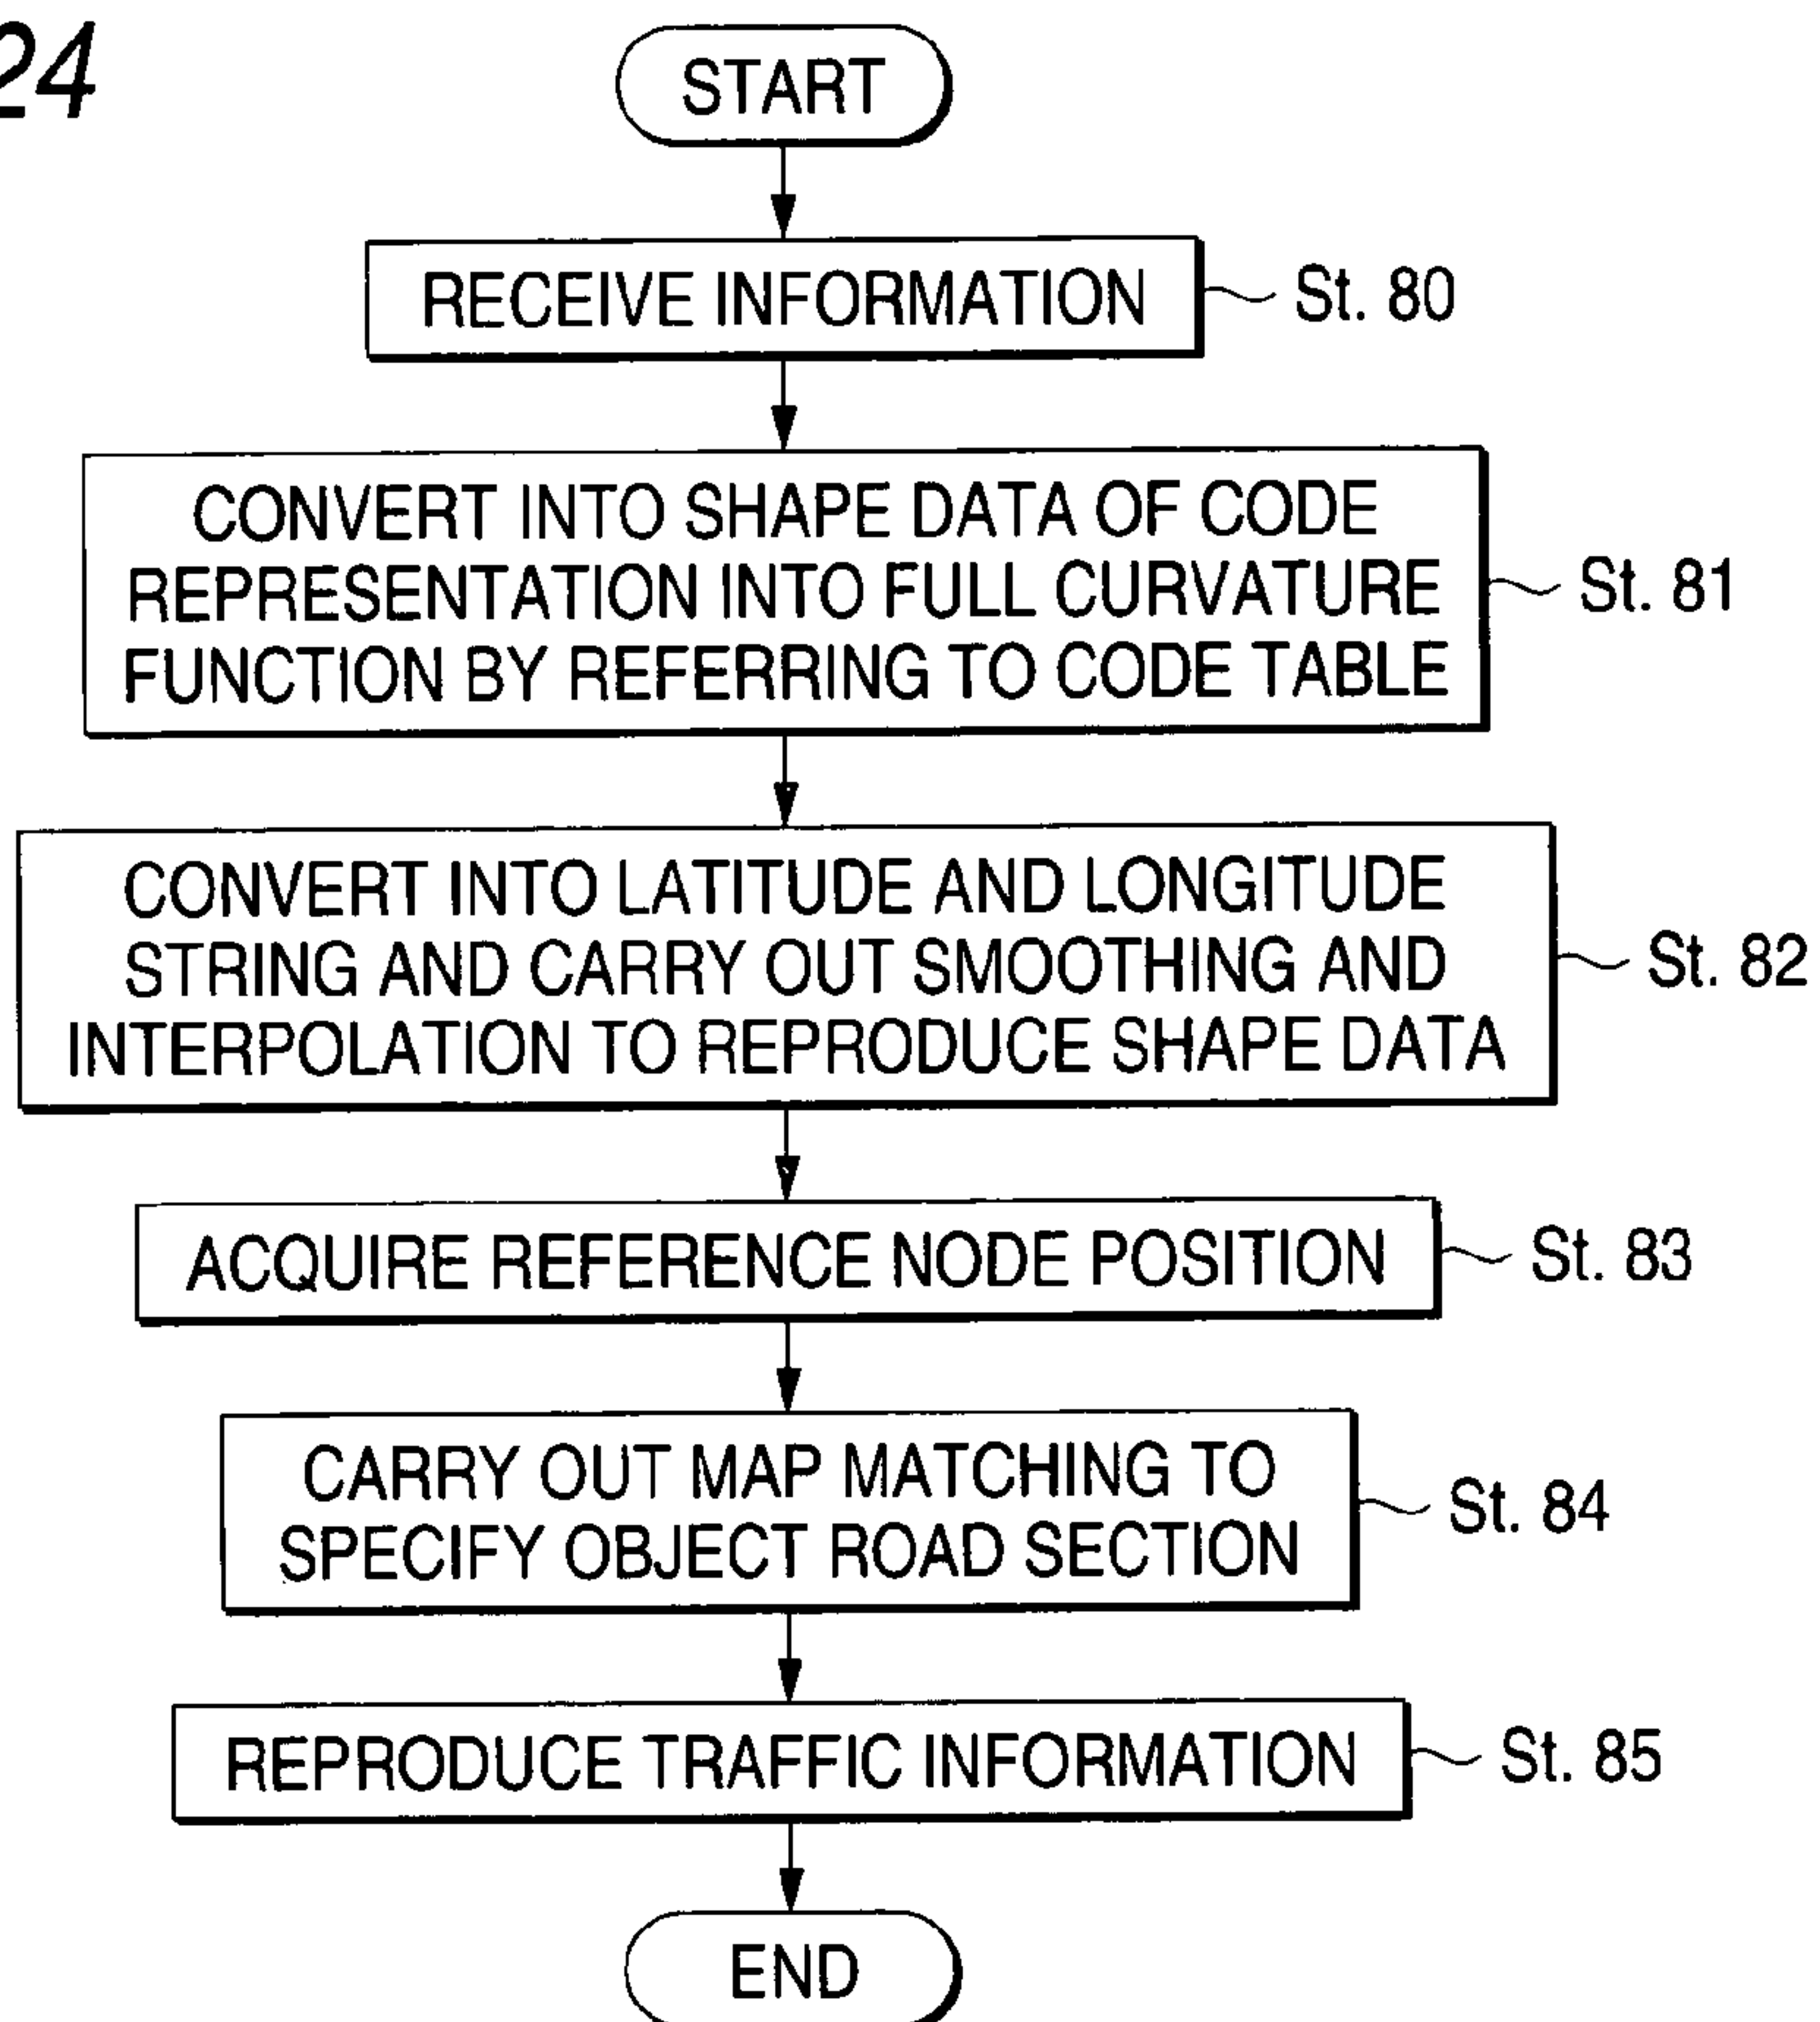 24
START
RECEIVE INFORMATION
St. 80
CONVERT INTO SHAPE DATA OF CODE
REPRESENTATION INTO FULL CURVATURE
FUNCTION BY REFERRING TO CODE TABLE
St. 81
CONVERT INTO LATITUDE AND LONGITUDE
STRING AND CARRY OUT SMOOTHING AND
INTERPOLATION TO REPRODUCE SHAPE DATA
St. 82
ACQUIRE REFERENCE NODE POSITION
St. 83
CARRY OUT MAP MATCHING TO
SPECIFY OBJECT ROAD SECTION
St. 84
REPRODUCE TRAFFIC INFORMATION
St. 85
END